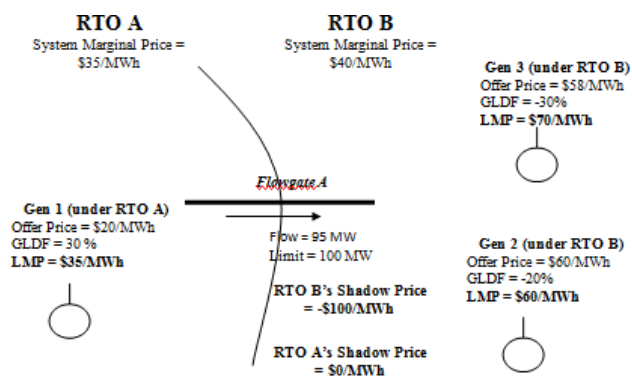 RTO A
System Marginal Price =
$35/MWh
RTO B
System Marginal Price =
$40/MWh
Gen 3 (under RTO B)
Offer Price = $58/MWh
GLDF = -30%
LMP = $70/MWh
Flowgate A
Gen 1 (under RTO A)
Offer Price = $20/MWh
GLDF = 30 %
LMP = $35/MWh
Flow = 95 MW
Limit = 100 MW
Gen 2 (under RTO B)
Offer Price = $60/MWh
GLDF = -20%
LMP = $60/MWh
RTO B's Shadow Price
= -$100/MWh
RTO A's Shadow Price
= $0/MWh